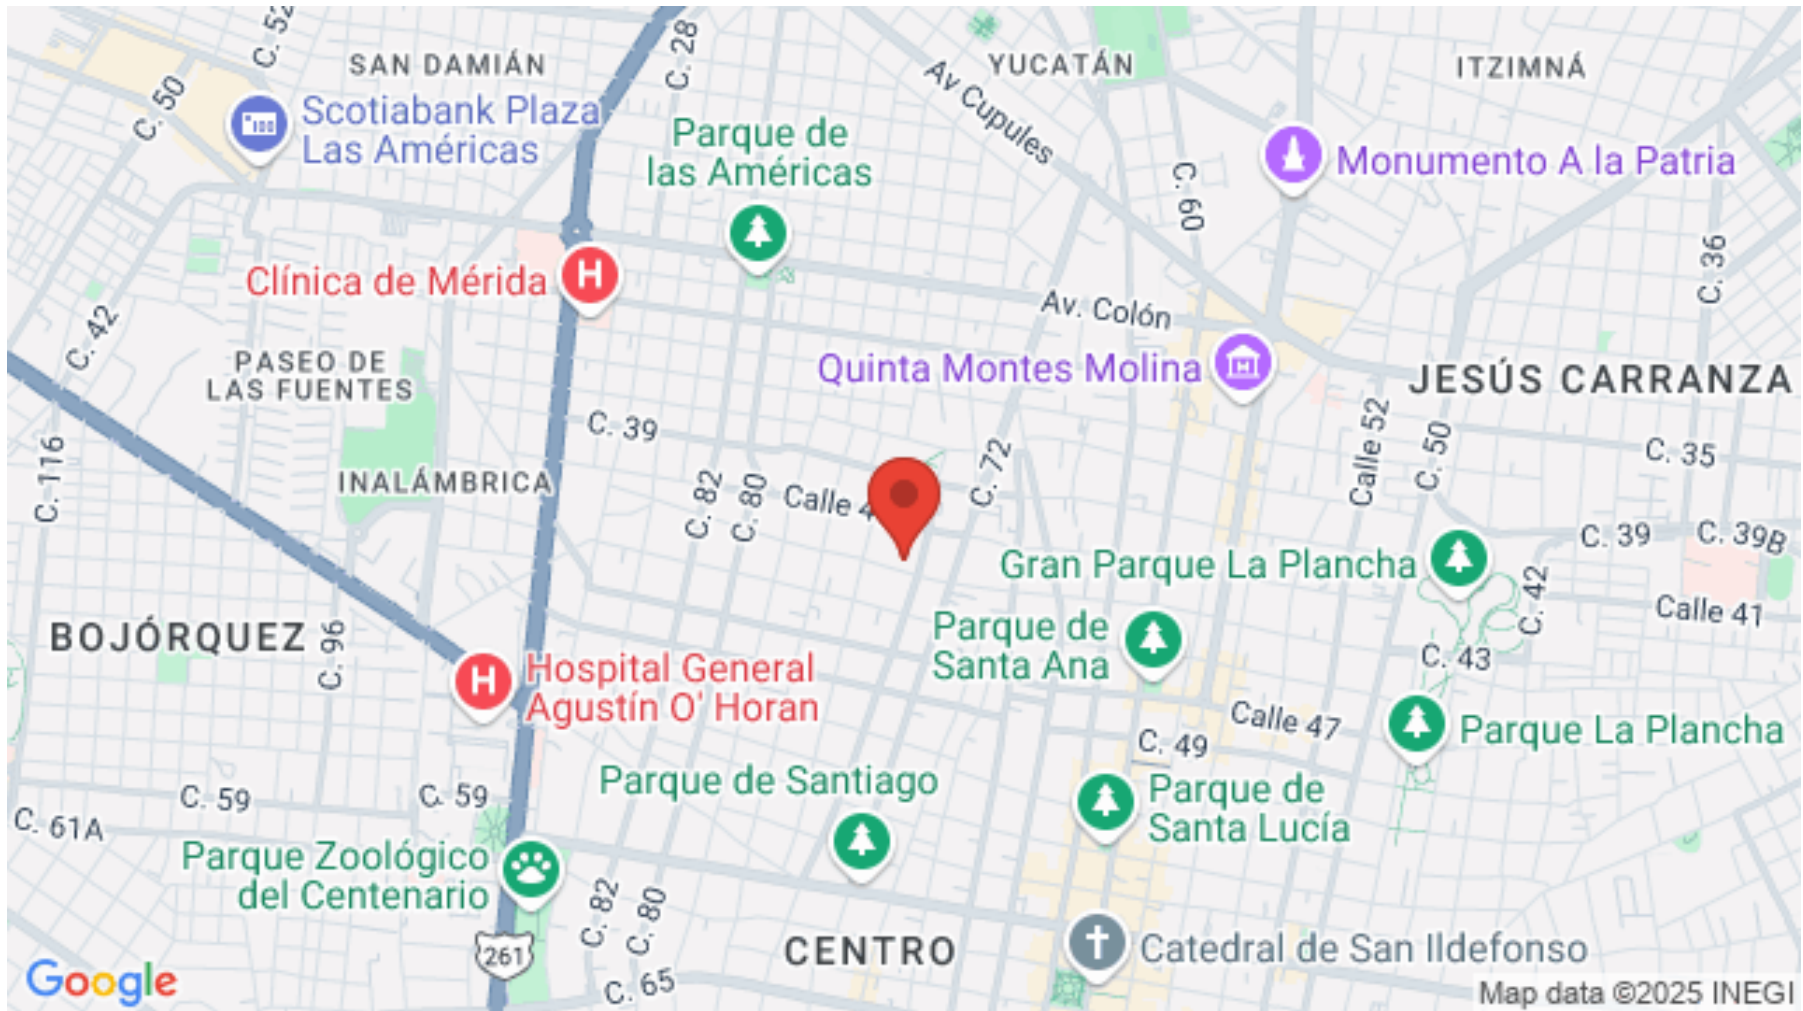 C. 52
C. 28
SAN DAMIÁN
YUCATÁN
ITZIMNÁ
C. 50
Scotiabank Plaza
Las Américas
Av Cupules
Parque de
las Américas
Monumento A la Patria
C. 60
C. 36
Clínica de Mérida
Av. Colón
C. 42
PASEO DE
LAS FUENTES
Quinta Montes Molina
JESÚS CARRANZA
C. 39
Calle 52
C. 50
C. 35
C. 116
INALÁMBRICA
C. 82
C. 80
Calle 4
C. 72
C. 39
C. 39B
Gran Parque La Plancha
C. 42
Calle 41
BOJÓRQUEZ
C. 96
Parque de
Santa Ana
C. 43
Hospital General
Agustín O' Horan
Calle 47
C. 49
Parque La Plancha
Parque de Santiago
C. 59
C. 59
Parque de
Santa Lucía
C. 61A
Parque Zoológico
del Centenario
C. 82
C. 80
261
CENTRO
Catedral de San Ildefonso
Google
C. 65
Map data ©2025 INEGI